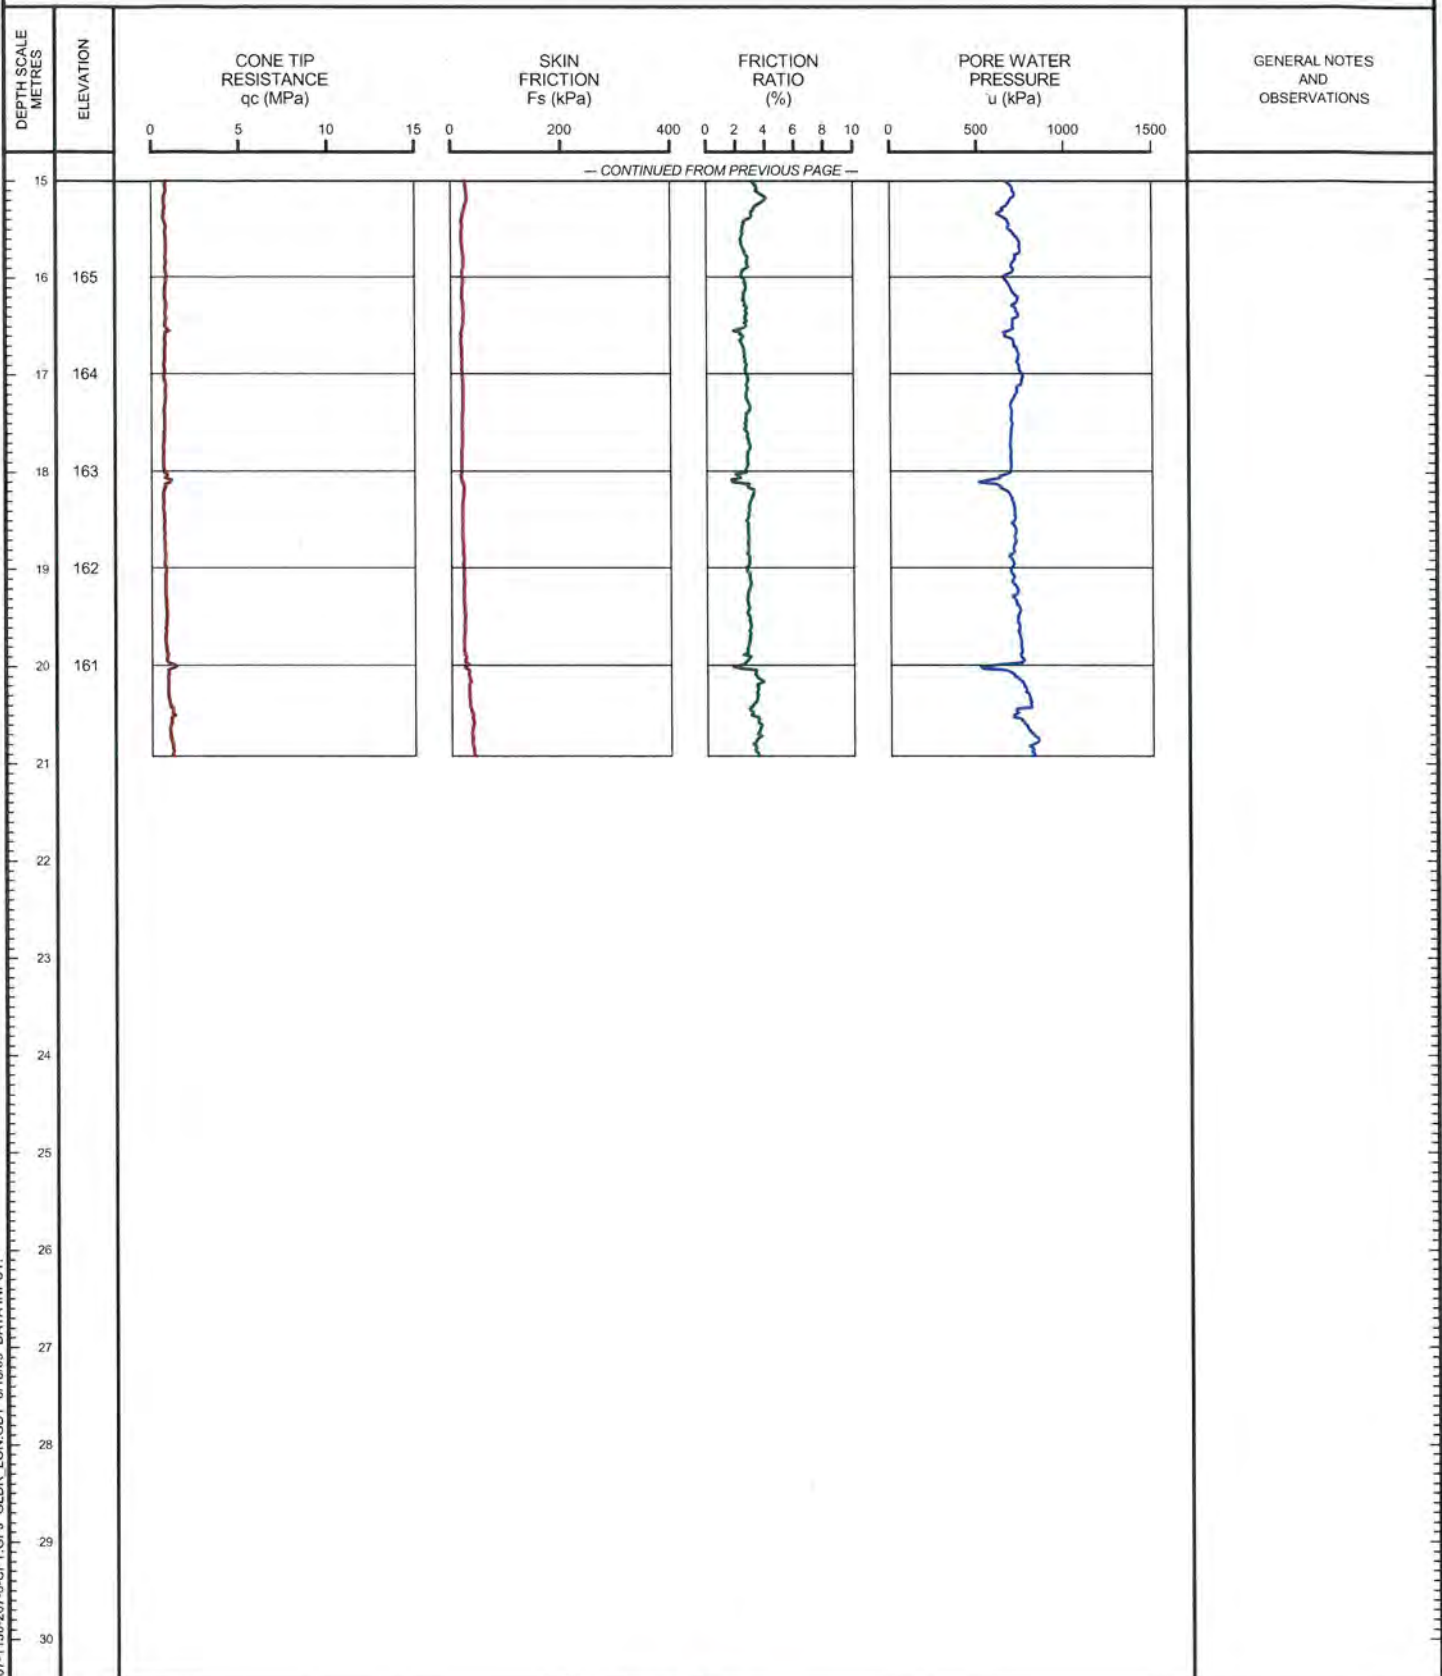 DEPTH SCALE
METRES
ELEVATION
CONE TIP
RESISTANCE
qc (MPa)
SKIN
FRICTION
Fs (kPa)
FRICTION
RATIO
(%)
PORE WATER
PRESSURE
u (kPa)
GENERAL NOTES
AND
OBSERVATIONS
0 5 10 15
0 200 400
0 2 4 6 8 10
0 500 1000 1500
— CONTINUED FROM PREVIOUS PAGE —
15
16 165
17 164
18 163
19 162
20 161
21
22
23
24
25
26
27
28
29
30